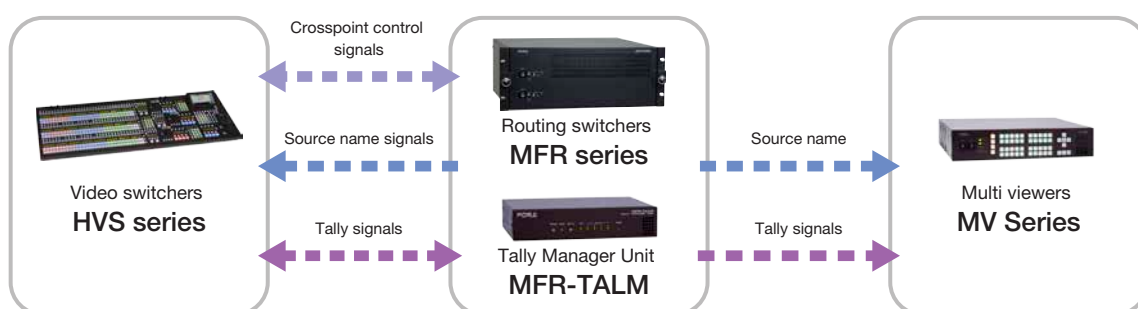 Crosspoint control
signals
Source name signals
Tally signals
Video switchers
HVS series
Routing switchers
MFR series
FOR.A
Tally Manager Unit
MFR-TALM
Source name
Tally signals
Multi viewers
MV Series